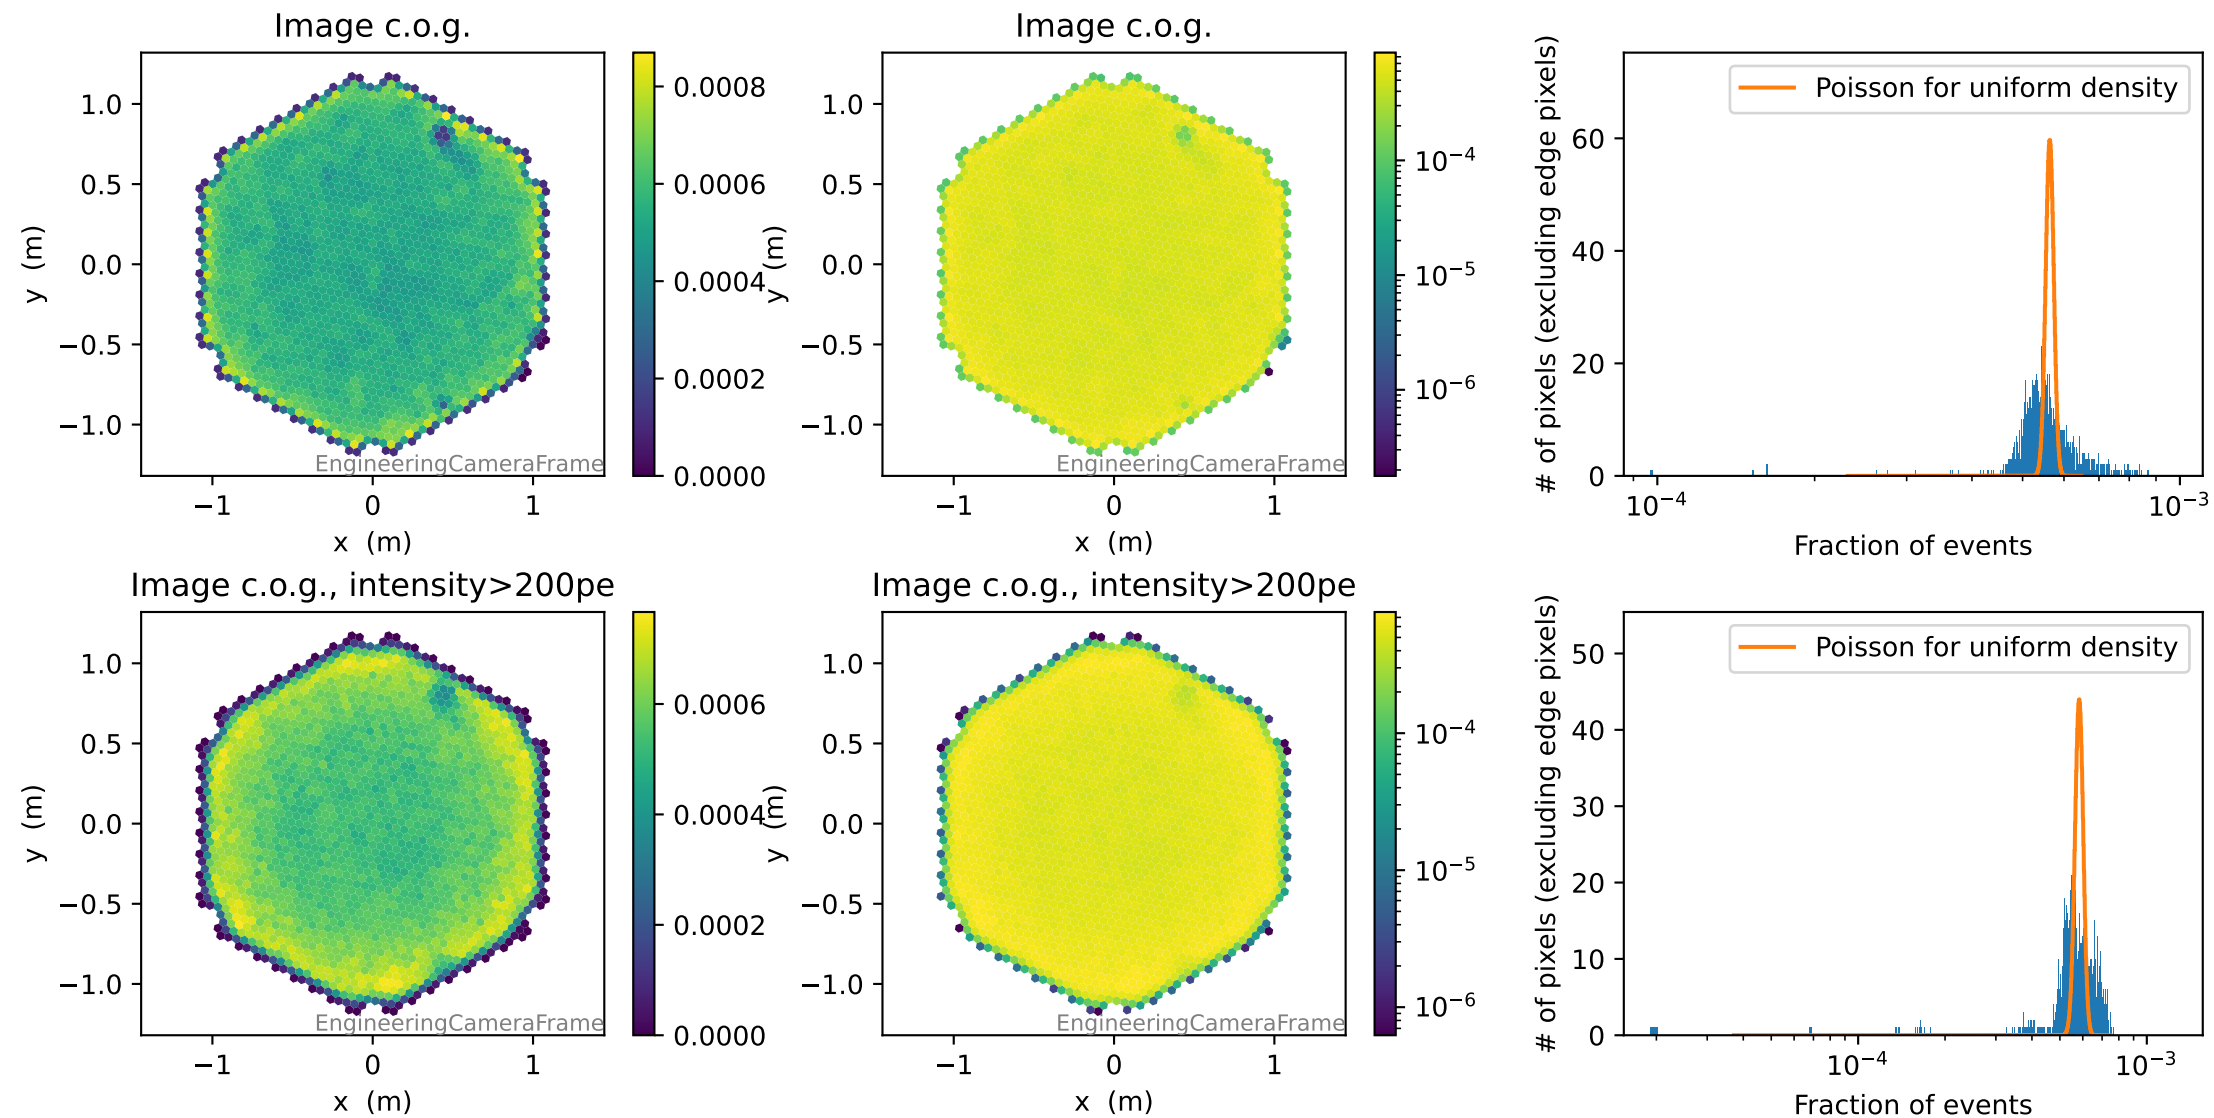 Image c.o.g.
1.0
0.5
0.0
−0.5
−1.0
y (m)
−1
0
1
x (m)
EngineeringCameraFrame
0.0008
0.0006
0.0004
0.0002
0.0000
Image c.o.g.
1.0
0.5
0.0
−0.5
−1.0
y (m)
−1
0
1
x (m)
EngineeringCameraFrame
10⁻⁴
10⁻⁵
10⁻⁶
# of pixels (excluding edge pixels)
60
40
20
0
Poisson for uniform density
10⁻⁴
10⁻³
Fraction of events
Image c.o.g., intensity>200pe
1.0
0.5
0.0
−0.5
−1.0
y (m)
−1
0
1
x (m)
EngineeringCameraFrame
0.0006
0.0004
0.0002
0.0000
Image c.o.g., intensity>200pe
1.0
0.5
0.0
−0.5
−1.0
y (m)
−1
0
1
x (m)
EngineeringCameraFrame
10⁻⁴
10⁻⁵
10⁻⁶
# of pixels (excluding edge pixels)
50
40
30
20
10
0
Poisson for uniform density
10⁻⁴
10⁻³
Fraction of events